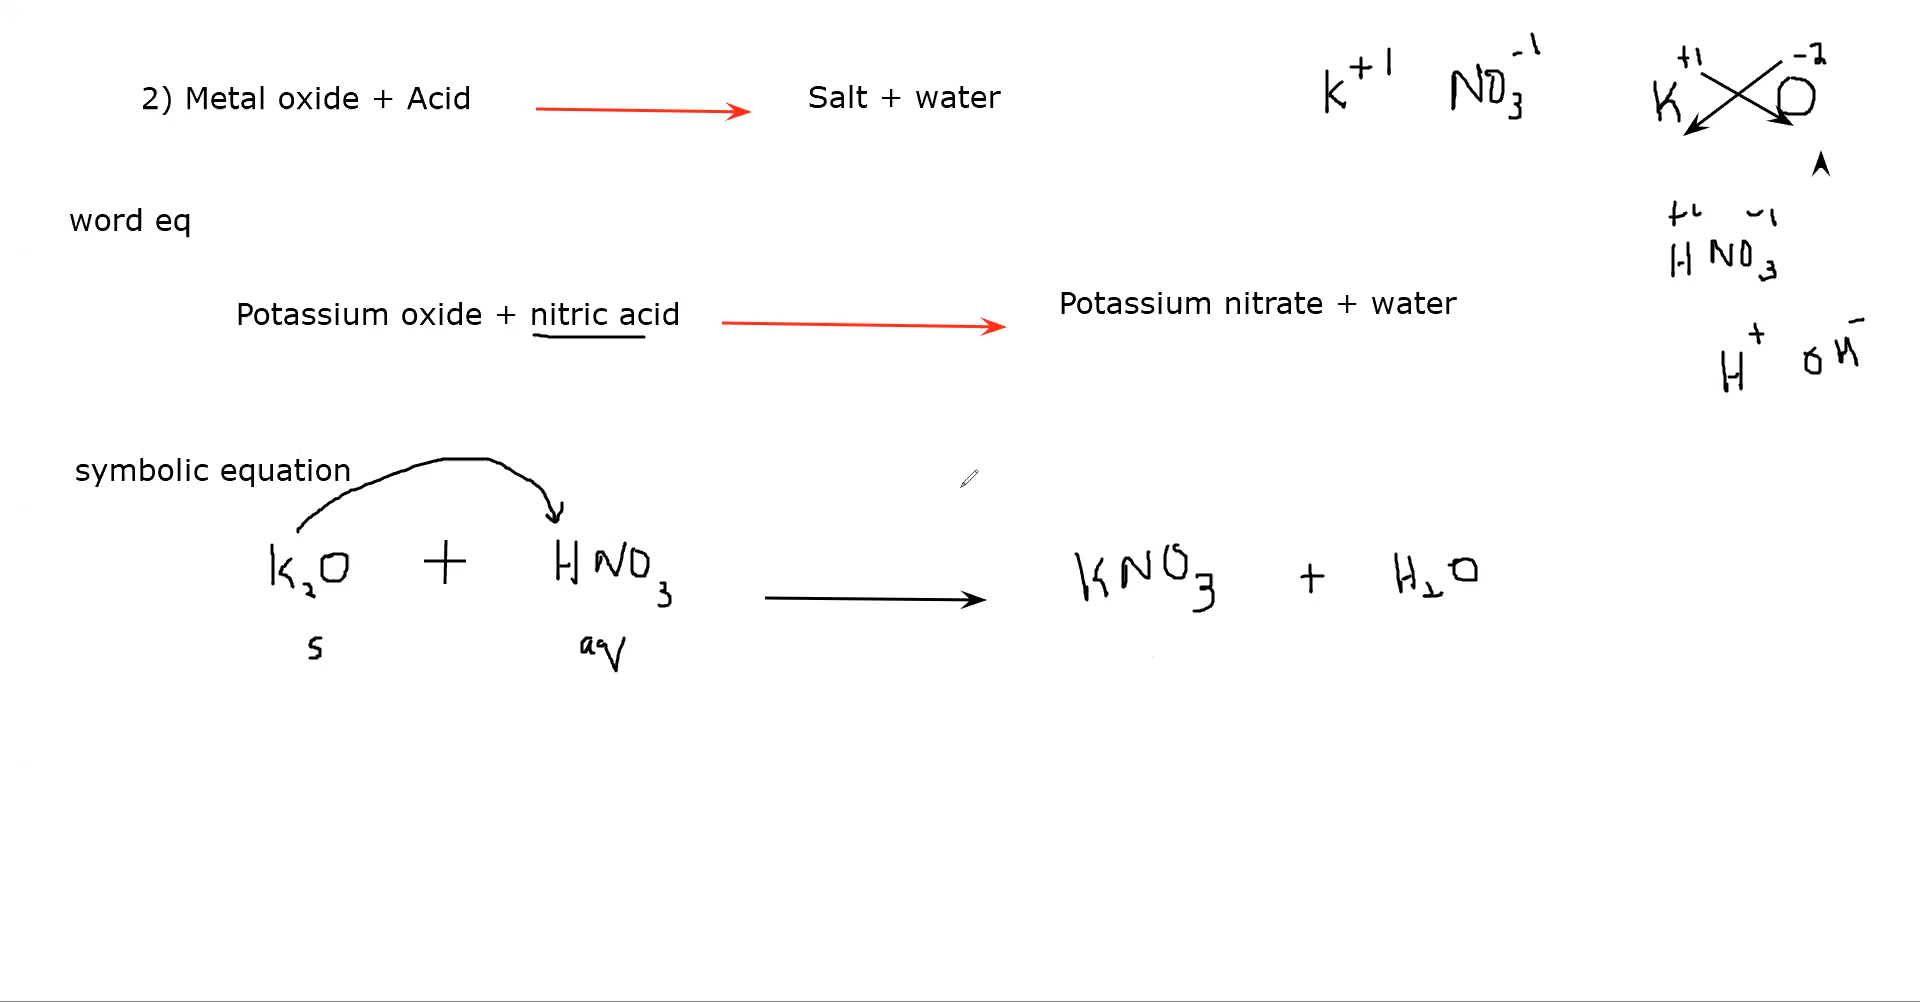 2) Metal oxide + Acid → Salt + water
K⁺¹ NO₃⁻¹
K⁺¹ O⁻²
word eq
H⁺¹ NO₃⁻¹
Potassium oxide + nitric acid → Potassium nitrate + water
H⁺ OH⁻
symbolic equation
K₂O + HNO₃ → KNO₃ + H₂O
s aq